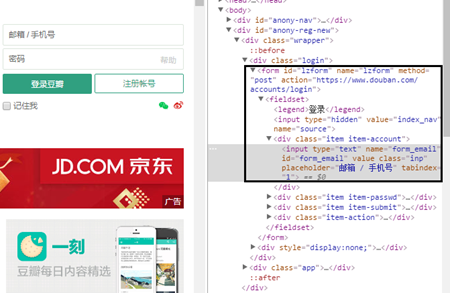 邮箱 / 手机号
密码
帮助
登录豆瓣
注册帐号
记住我
JD.COM 京东
广告
一刻
豆瓣每日内容精选
▶<head>…</head>
▼<body>
▶<div id="anony-nav">…</div>
▼<div id="anony-reg-new">
▼<div class="wrapper">
::before
▼<div class="login">
▼<form id="lzform" name="lzform" method=
"post" action="https://www.douban.com/
accounts/login">
▼<fieldset>
<legend>登录</legend>
<input type="hidden" value="index_nav"
name="source">
▼<div class="item item-account">
<input type="text" name="form_email"
id="form_email" value class="inp"
placeholder="邮箱 / 手机号" tabindex=
"1"> == $0
</div>
▶<div class="item item-passwd">…</div>
▶<div class="item item-submit">…</div>
▶<div class="item-action">…</div>
</fieldset>
</form>
▶<div style="display:none;">…</div>
</div>
▶<div class="app">…</div>
::after
</div>